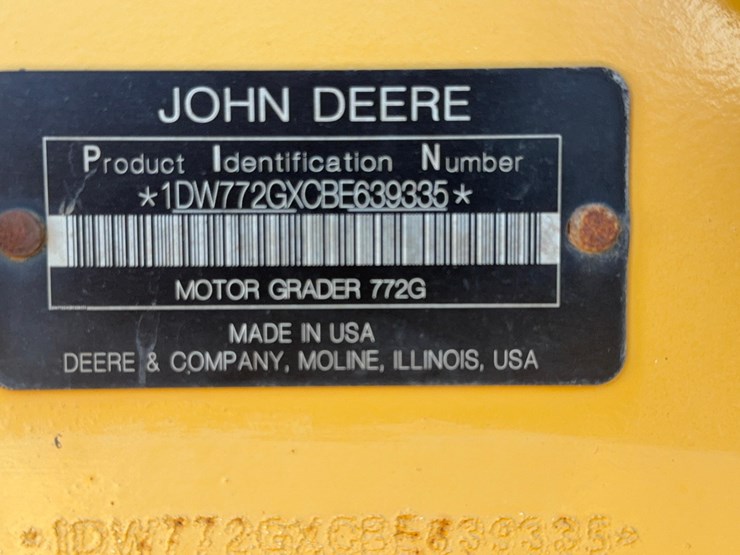 JOHN DEERE
Product Identification Number
*1DW772GXCBE639335*
MOTOR GRADER 772G
MADE IN USA
DEERE & COMPANY, MOLINE, ILLINOIS, USA
*1DW772GXCBE639335*